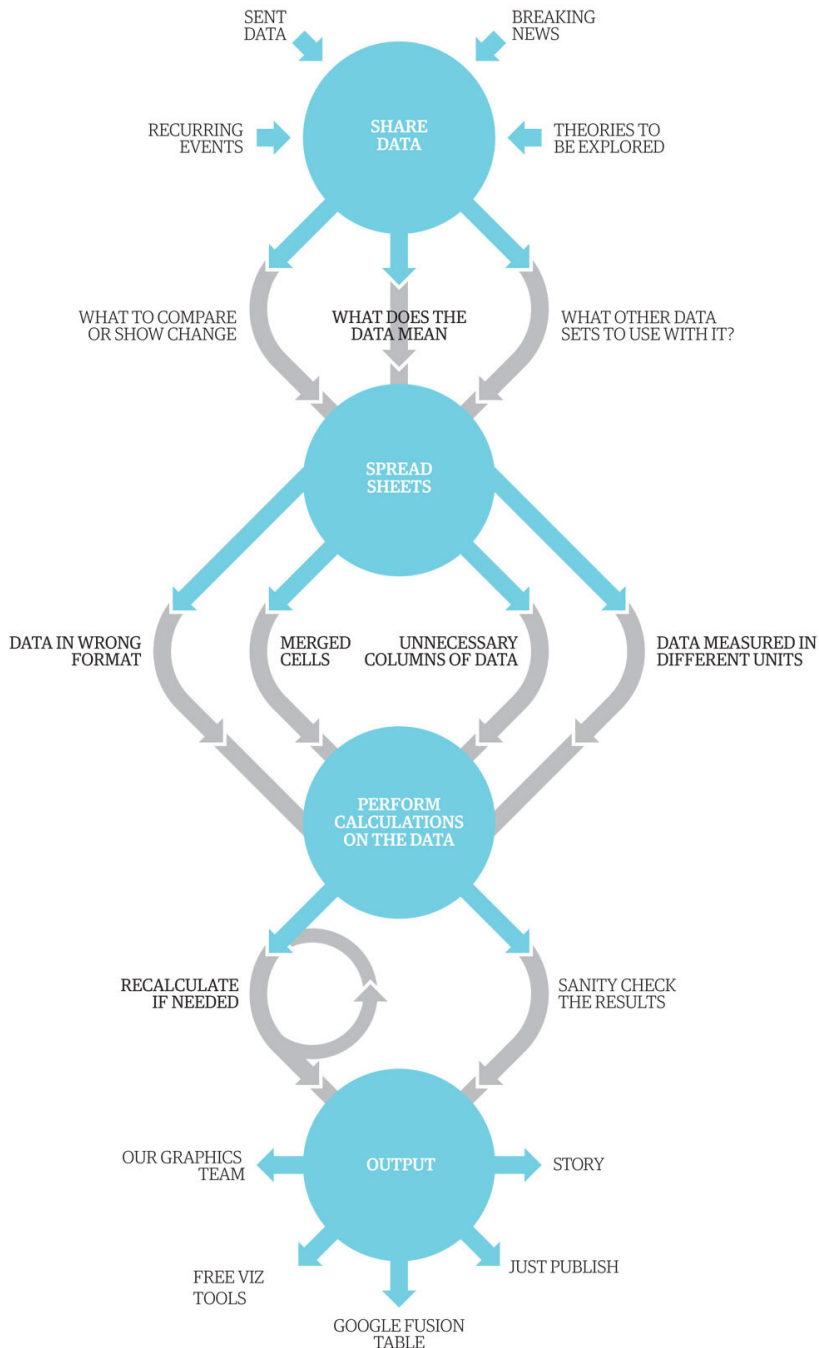 SENT
DATA
BREAKING
NEWS
RECURRING
EVENTS
SHARE
DATA
THEORIES TO
BE EXPLORED
WHAT TO COMPARE
OR SHOW CHANGE
WHAT DOES THE
DATA MEAN
WHAT OTHER DATA
SETS TO USE WITH IT?
SPREAD
SHEETS
DATA IN WRONG
FORMAT
MERGED
CELLS
UNNECESSARY
COLUMNS OF DATA
DATA MEASURED IN
DIFFERENT UNITS
PERFORM
CALCULATIONS
ON THE DATA
RECALCULATE
IF NEEDED
SANITY CHECK
THE RESULTS
OUR GRAPHICS
TEAM
OUTPUT
STORY
FREE VIZ
TOOLS
JUST PUBLISH
GOOGLE FUSION
TABLE